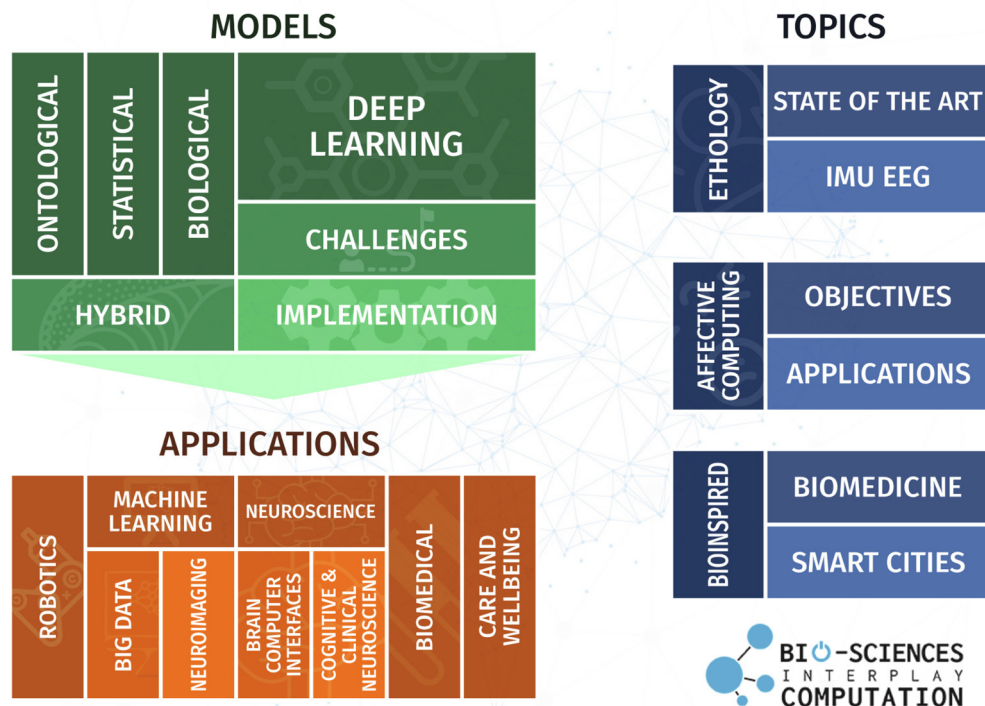 MODELS
ONTOLOGICAL
STATISTICAL
BIOLOGICAL
DEEP
LEARNING
CHALLENGES
HYBRID
IMPLEMENTATION
APPLICATIONS
ROBOTICS
MACHINE
LEARNING
BIG DATA
NEUROIMAGING
NEUROSCIENCE
BRAIN
COMPUTER
INTERFACES
COGNITIVE &
CLINICAL
NEUROSCIENCE
BIOMEDICAL
CARE AND
WELLBEING
TOPICS
ETHOLOGY
STATE OF THE ART
IMU EEG
AFFECTIVE
COMPUTING
OBJECTIVES
APPLICATIONS
BIOINSPIRED
BIOMEDICINE
SMART CITIES
BIO-SCIENCES
INTERPLAY
COMPUTATION